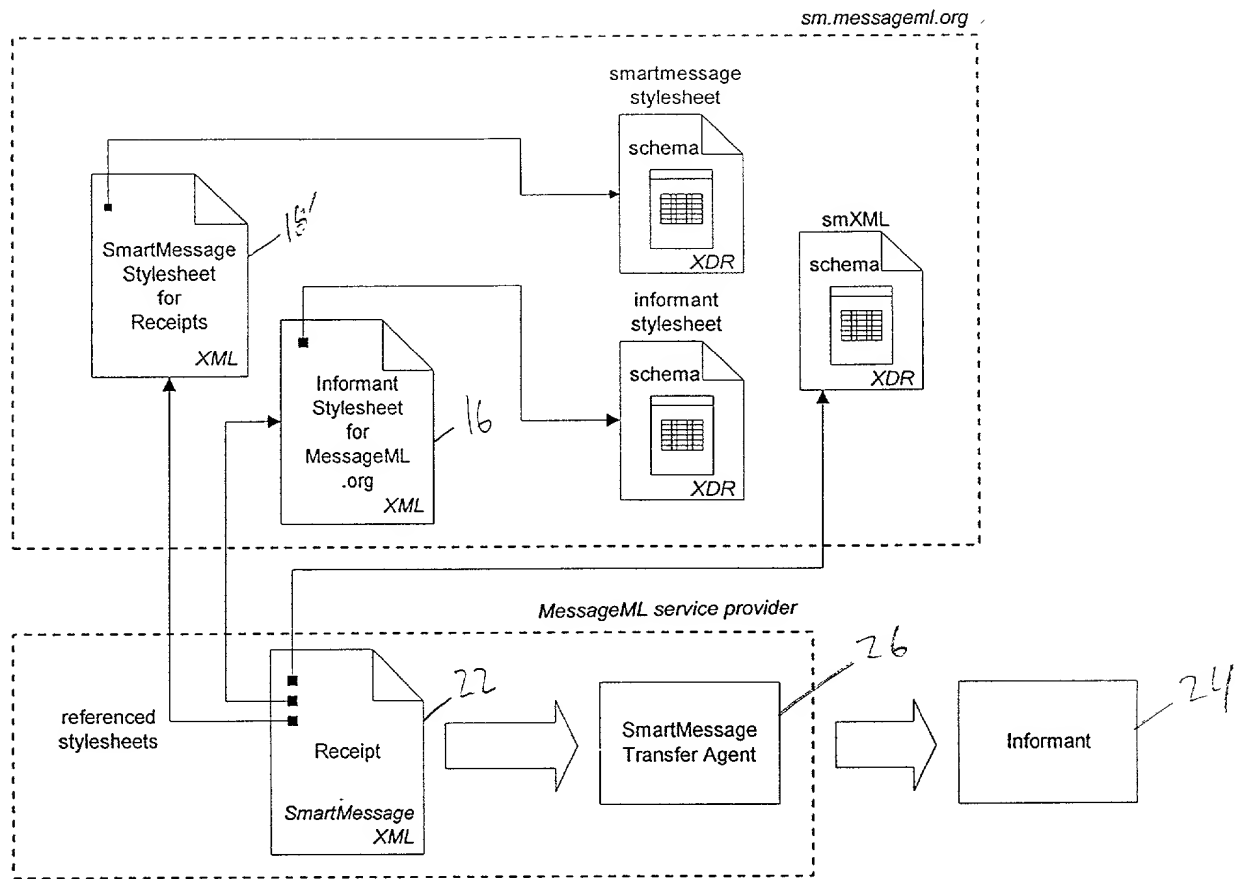 sm.messageml.org
smartmessage
stylesheet
schema
XDR
SmartMessage
Stylesheet
for
Receipts
XML
smXML
schema
XDR
informant
stylesheet
schema
XDR
Informant
Stylesheet
for
MessageML
.org
XML
16
MessageML service provider
referenced
stylesheets
Receipt
SmartMessage
XML
22
SmartMessage
Transfer Agent
26
Informant
24